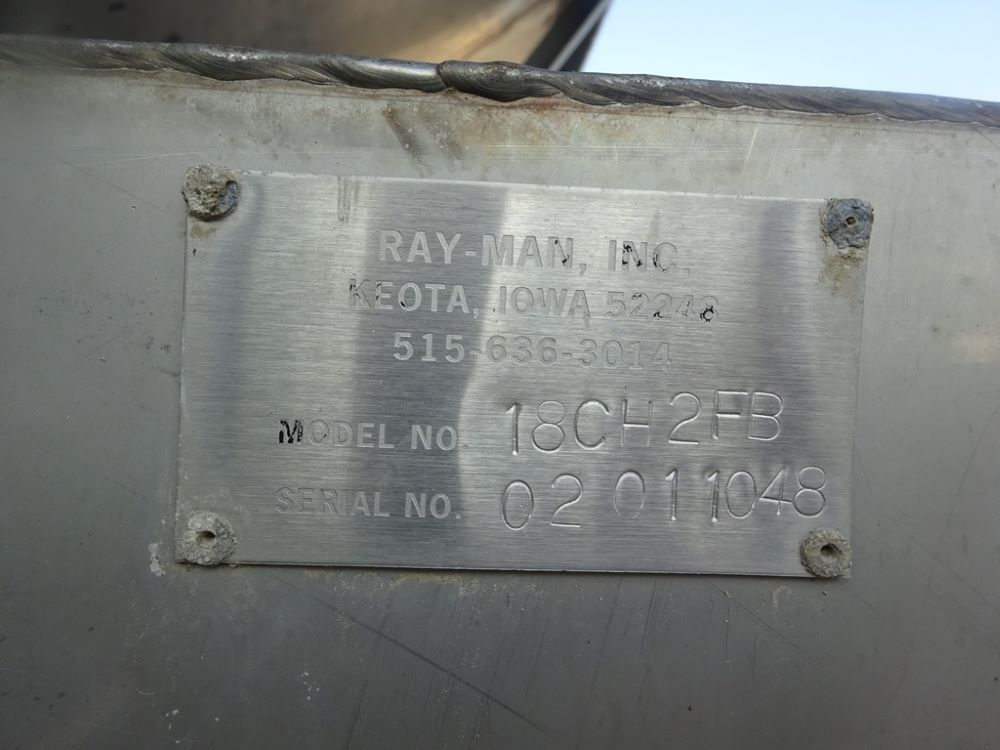 RAY-MAN, INC.
KEOTA, IOWA 52248
515-636-3014
MODEL NO. 18CH2FB
SERIAL NO. 02 011048